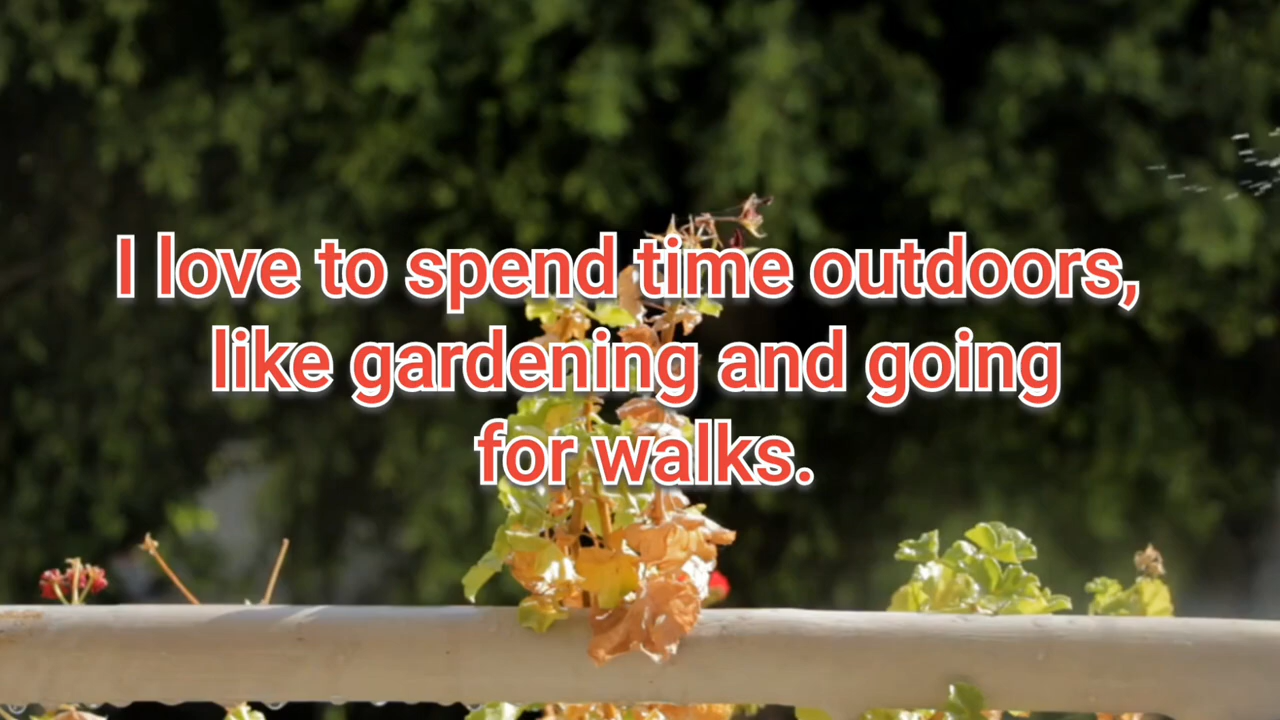 I love to spend time outdoors,
like gardening and going
for walks.